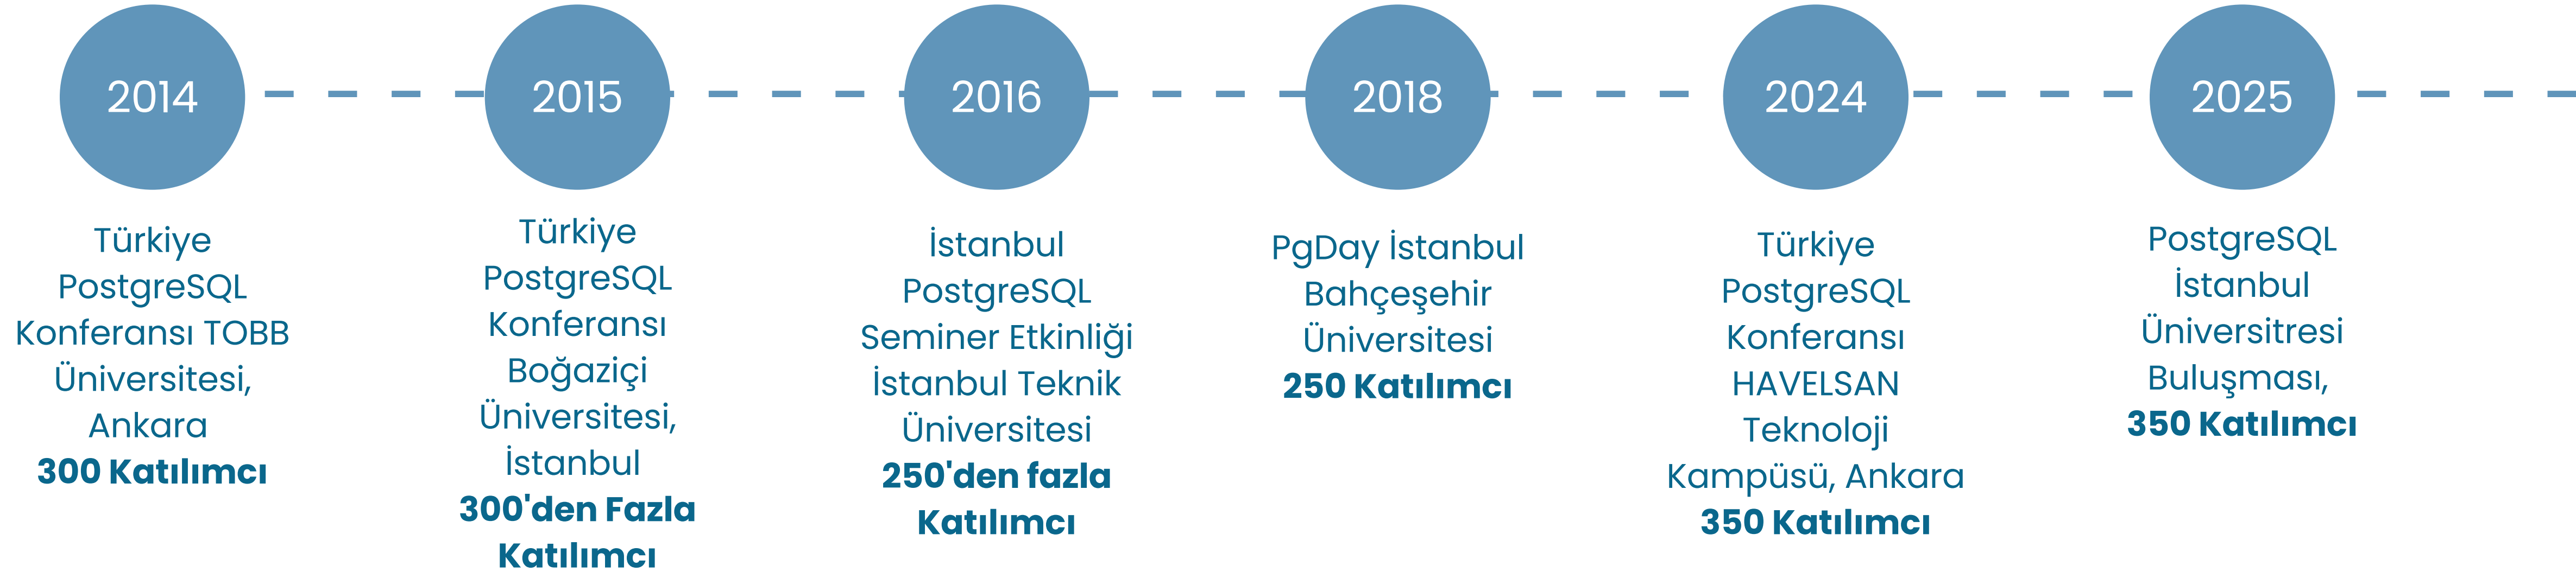 2014
Türkiye
PostgreSQL
Konferansı TOBB
Üniversitesi,
Ankara
300 Katılımcı
2015
Türkiye
PostgreSQL
Konferansı
Boğaziçi
Üniversitesi,
İstanbul
300'den Fazla
Katılımcı
2016
İstanbul
PostgreSQL
Seminer Etkinliği
İstanbul Teknik
Üniversitesi
250'den fazla
Katılımcı
2018
PgDay İstanbul
Bahçeşehir
Üniversitesi
250 Katılımcı
2024
Türkiye
PostgreSQL
Konferansı
HAVELSAN
Teknoloji
Kampüsü, Ankara
350 Katılımcı
2025
PostgreSQL
İstanbul
Üniversitresi
Buluşması,
350 Katılımcı